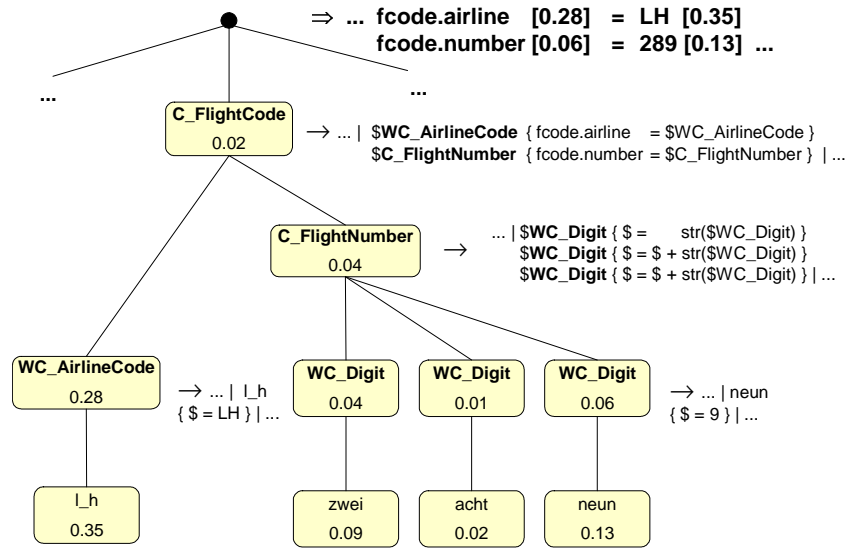 ⇒ ... fcode.airline [0.28] = LH [0.35]
fcode.number [0.06] = 289 [0.13] ...
...
...
C_FlightCode
0.02
→ ... | $WC_AirlineCode { fcode.airline = $WC_AirlineCode }
$C_FlightNumber { fcode.number = $C_FlightNumber } | ...
C_FlightNumber
0.04
→
... | $WC_Digit { $ = str($WC_Digit) }
$WC_Digit { $ = $ + str($WC_Digit) }
$WC_Digit { $ = $ + str($WC_Digit) } | ...
WC_AirlineCode
0.28
→ ... | l_h
{ $ = LH } | ...
WC_Digit
0.04
WC_Digit
0.01
WC_Digit
0.06
→ ... | neun
{ $ = 9 } | ...
l_h
0.35
zwei
0.09
acht
0.02
neun
0.13